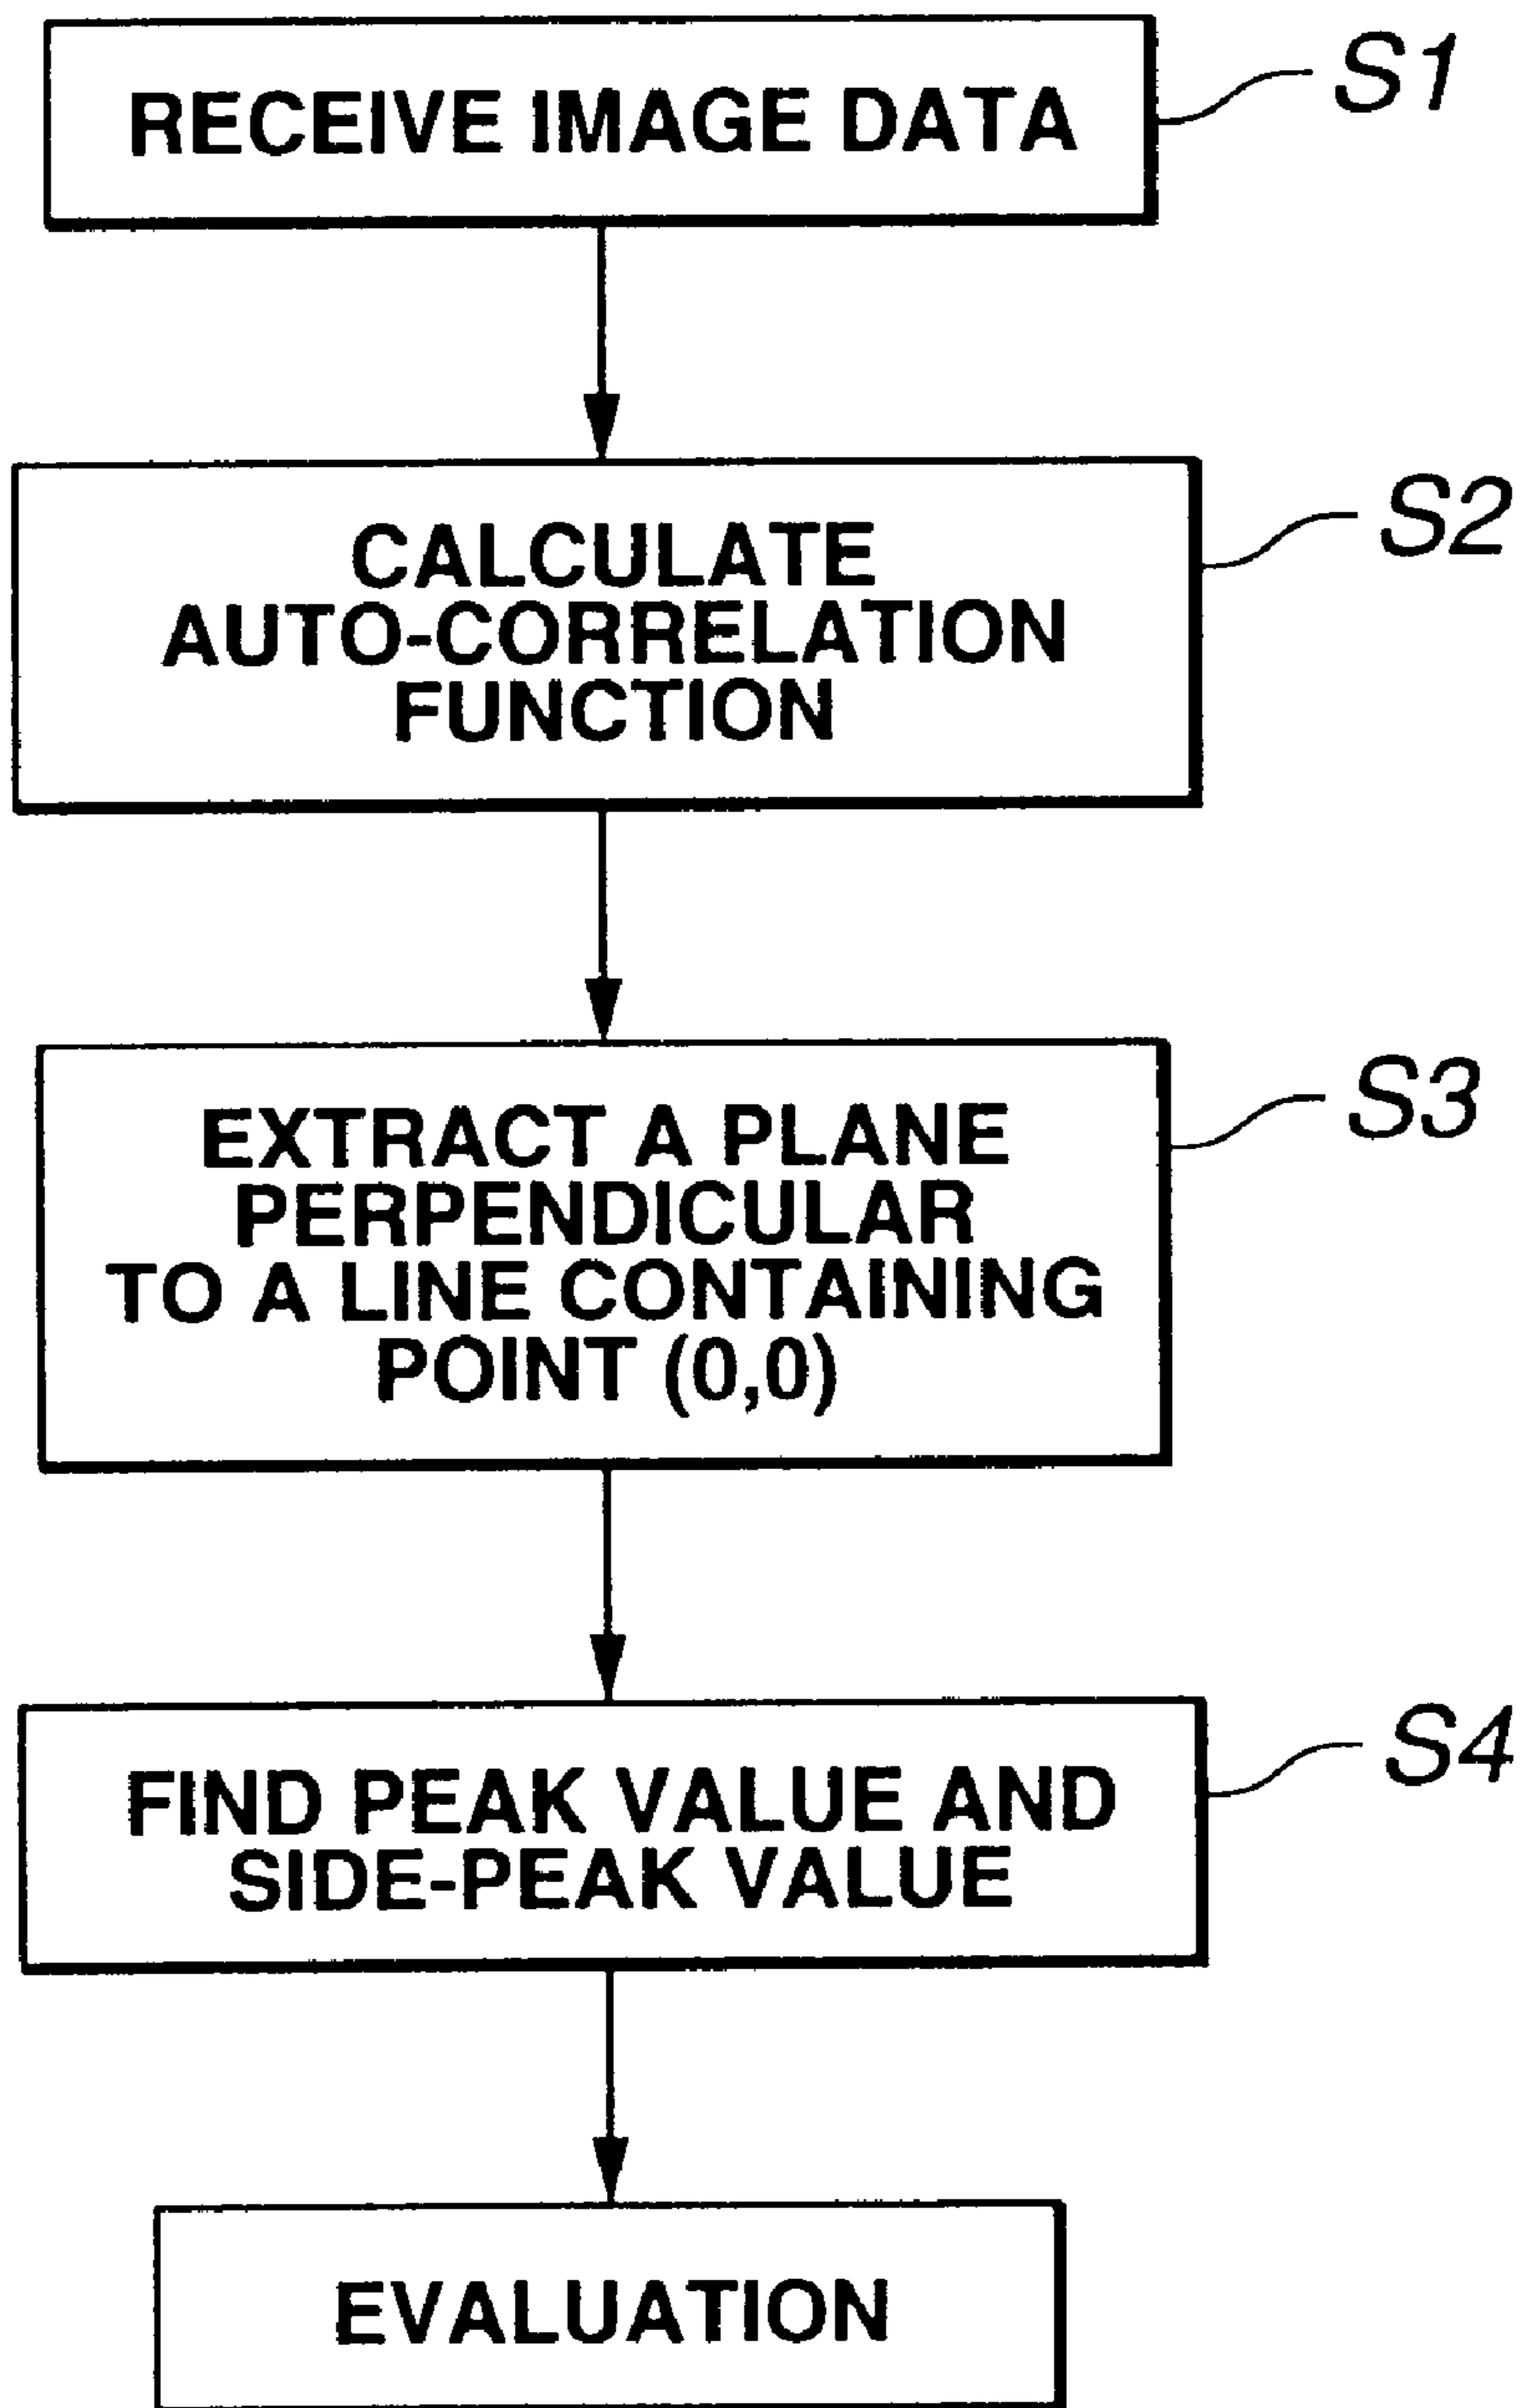 RECEIVE IMAGE DATA
S1
CALCULATE
AUTO-CORRELATION
FUNCTION
S2
EXTRACT A PLANE
PERPENDICULAR
TO A LINE CONTAINING
POINT (0,0)
S3
FIND PEAK VALUE AND
SIDE-PEAK VALUE
S4
EVALUATION